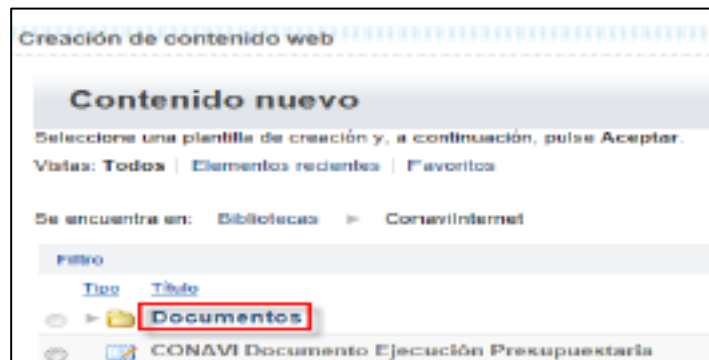 Creación de contenido web
Contenido nuevo
Seleccione una plantilla de creación y, a continuación, pulse Aceptar.
Vistas: Todos | Elementos recientes | Favoritos
Se encuentra en: Bibliotecas ConaviInternet
Filtro
Tipo Título
Documentos
CONAVI Documento Ejecución Presupuestaria